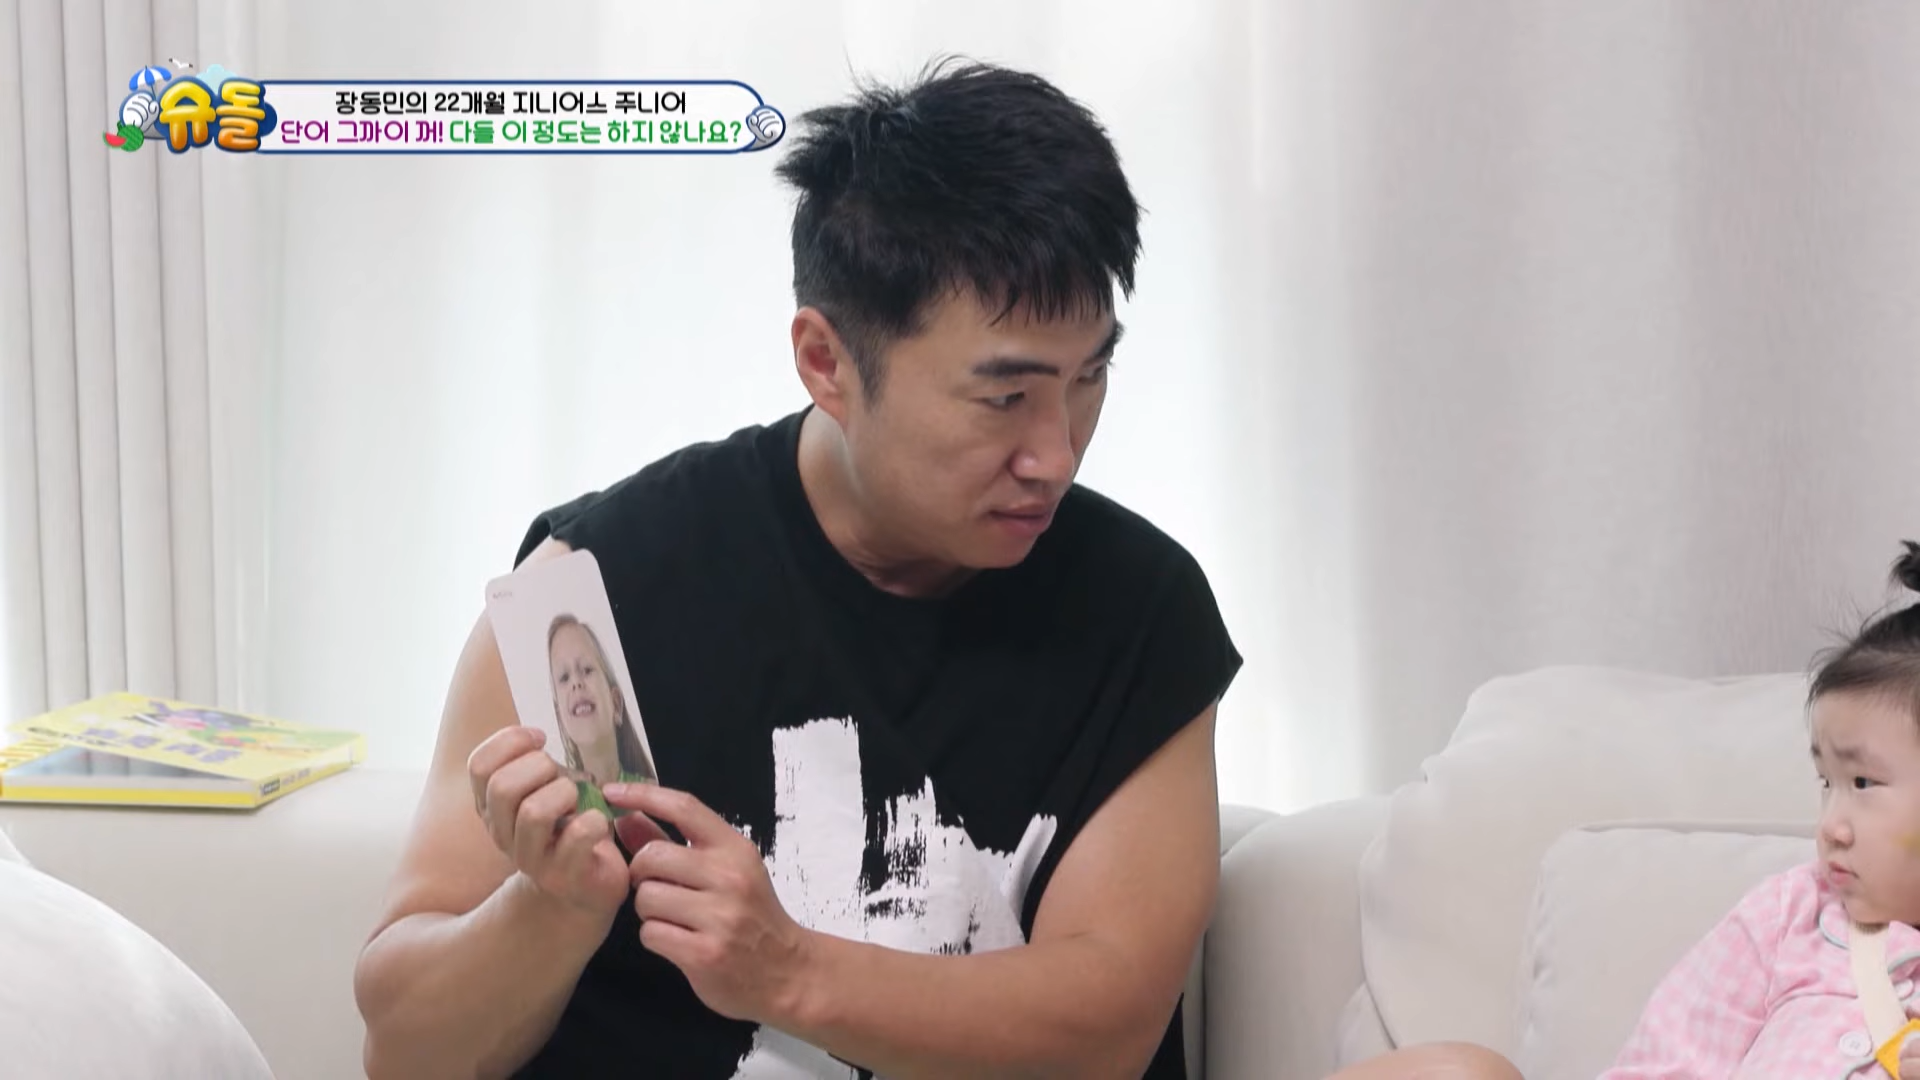 슈돌
장동민의 22개월 지니어스 주니어
단어 그까이 꺼! 다들 이 정도는 하지 않나요?